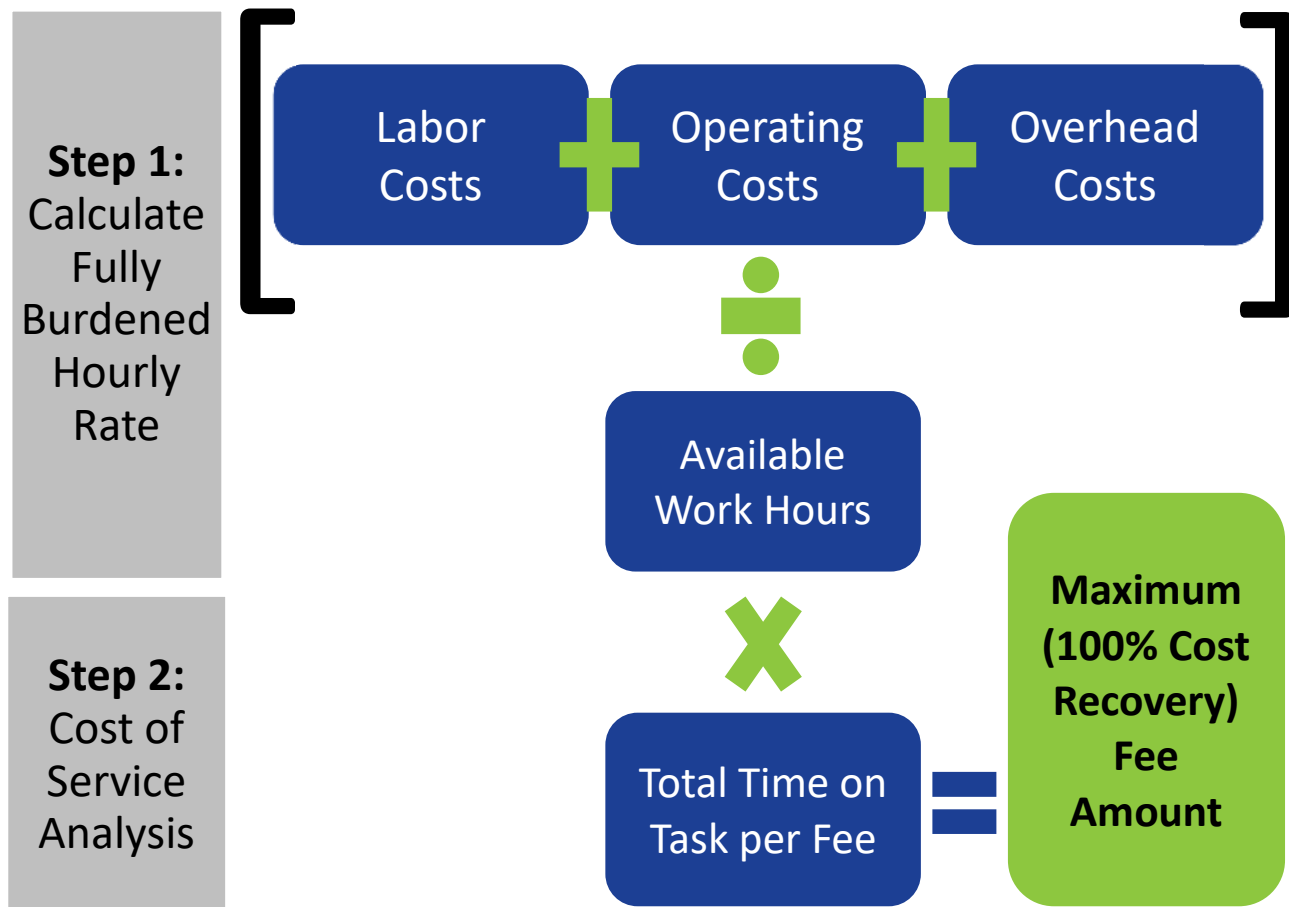 Step 1:
Calculate
Fully
Burdened
Hourly
Rate
Labor
Costs
Operating
Costs
Overhead
Costs
Available
Work Hours
Step 2:
Cost of
Service
Analysis
Total Time on
Task per Fee
Maximum
(100% Cost
Recovery)
Fee
Amount